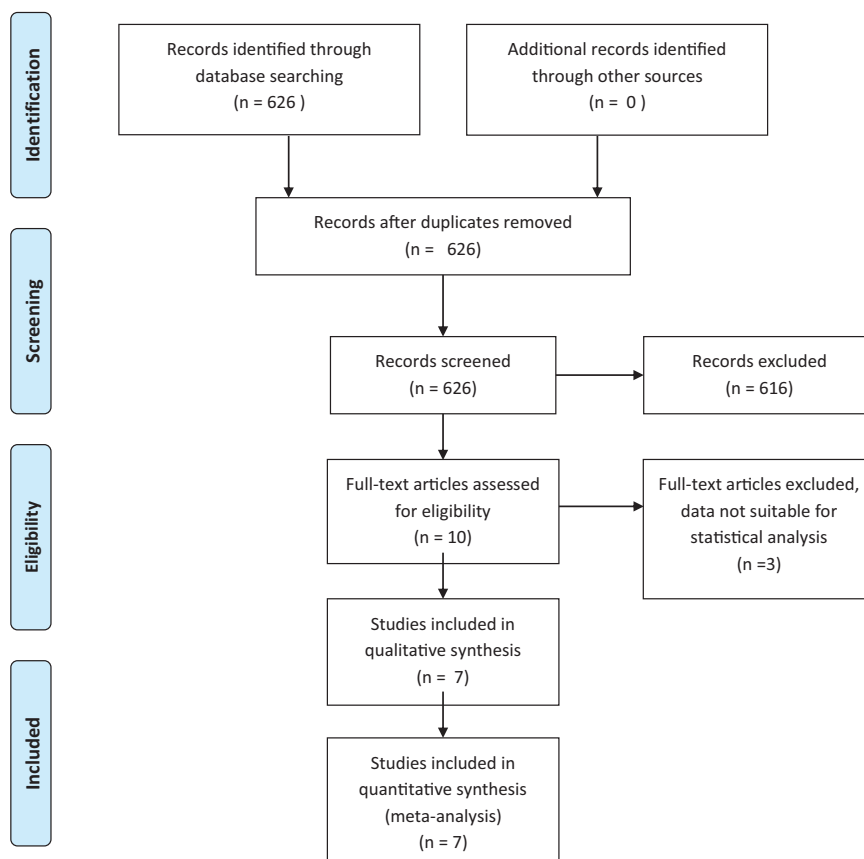 Identification
Records identified through
database searching
(n = 626 )
Additional records identified
through other sources
(n = 0 )
Records after duplicates removed
(n = 626)
Screening
Records screened
(n = 626)
Records excluded
(n = 616)
Eligibility
Full-text articles assessed
for eligibility
(n = 10)
Full-text articles excluded,
data not suitable for
statistical analysis
(n =3)
Studies included in
qualitative synthesis
(n = 7)
Included
Studies included in
quantitative synthesis
(meta-analysis)
(n = 7)